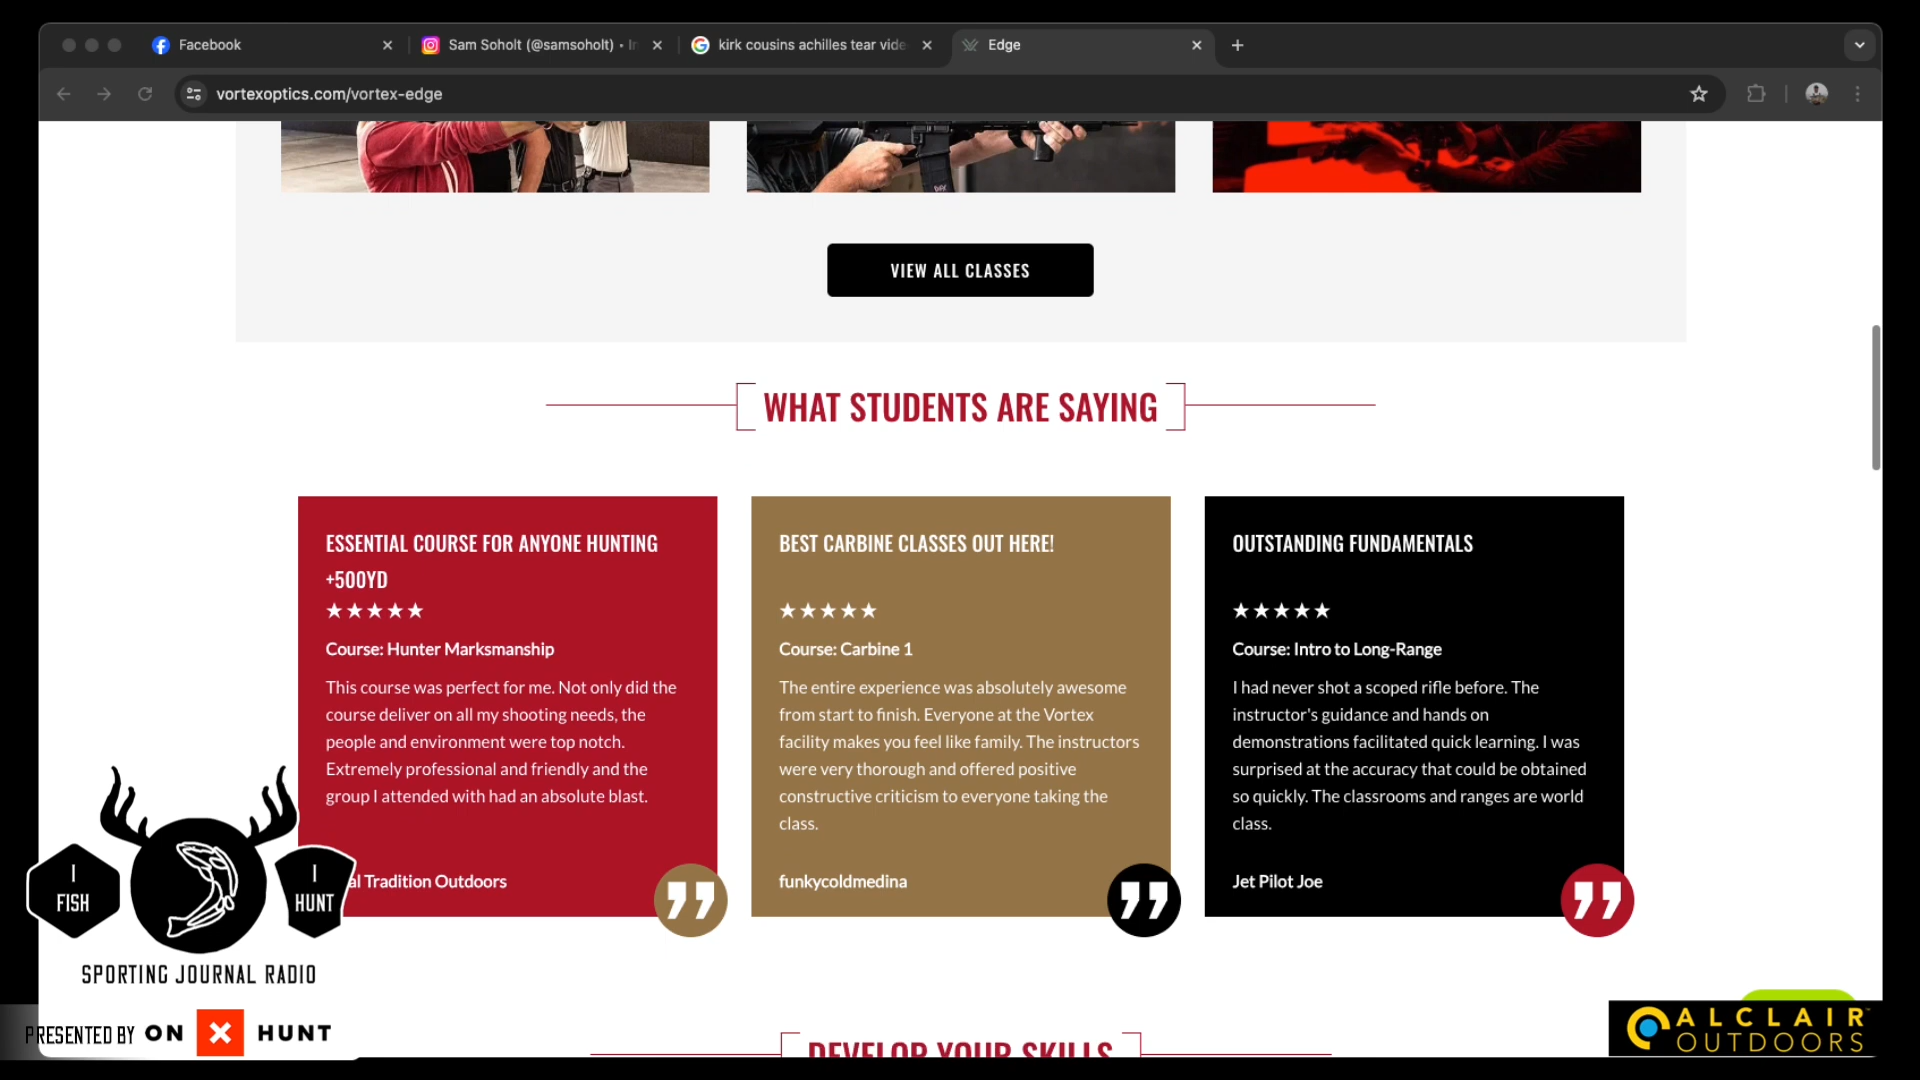 Facebook
Sam Soholt (@samsoholt) • In
kirk cousins achilles tear vide
Edge
vortexoptics.com/vortex-edge
VIEW ALL CLASSES
WHAT STUDENTS ARE SAYING
ESSENTIAL COURSE FOR ANYONE HUNTING
+500YD
★★★★★
Course: Hunter Marksmanship
This course was perfect for me. Not only did the
course deliver on all my shooting needs, the
people and environment were top notch.
Extremely professional and friendly and the
group I attended with had an absolute blast.
al Tradition Outdoors
BEST CARBINE CLASSES OUT HERE!
★★★★★
Course: Carbine 1
The entire experience was absolutely awesome
from start to finish. Everyone at the Vortex
facility makes you feel like family. The instructors
were very thorough and offered positive
constructive criticism to everyone taking the
class.
funkycoldmedina
OUTSTANDING FUNDAMENTALS
★★★★★
Course: Intro to Long-Range
I had never shot a scoped rifle before. The
instructor's guidance and hands on
demonstrations facilitated quick learning. I was
surprised at the accuracy that could be obtained
so quickly. The classrooms and ranges are world
class.
Jet Pilot Joe
I
FISH
I
HUNT
SPORTING JOURNAL RADIO
PRESENTED BY ON X HUNT
DEVELOP YOUR SKILLS
ALCLAIR
OUTDOORS